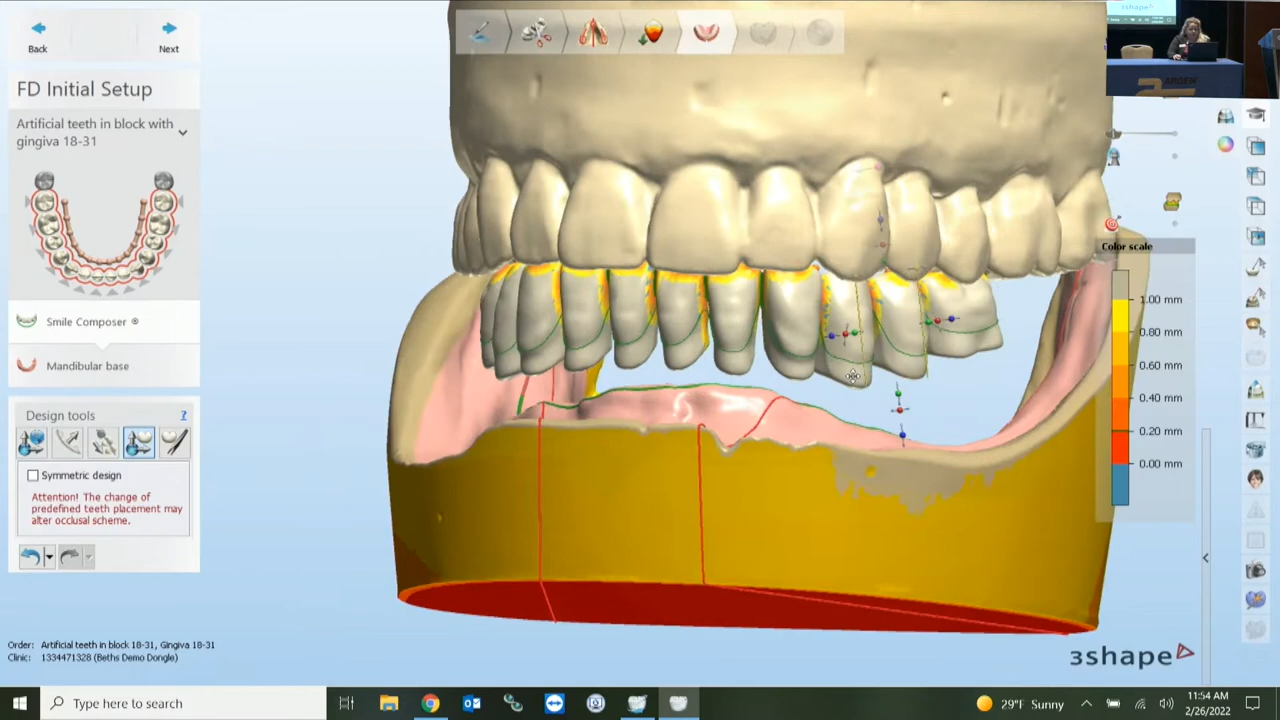 Back
Next
FD Initial Setup
Artificial teeth in block with
gingiva 18-31
Smile Composer
Mandibular base
Design tools
?
Symmetric design
Attention! The change of
predefined teeth placement may
alter occlusal scheme.
Order: Artificial teeth in block 18-31, Gingiva 18-31
Clinic: 1334471328 (Beths Demo Dongle)
3shape
ARGEN
Color scale
1.00 mm
0.80 mm
0.60 mm
0.40 mm
0.20 mm
0.00 mm
3shape
Type here to search
29°F Sunny
11:54 AM
2/26/2022